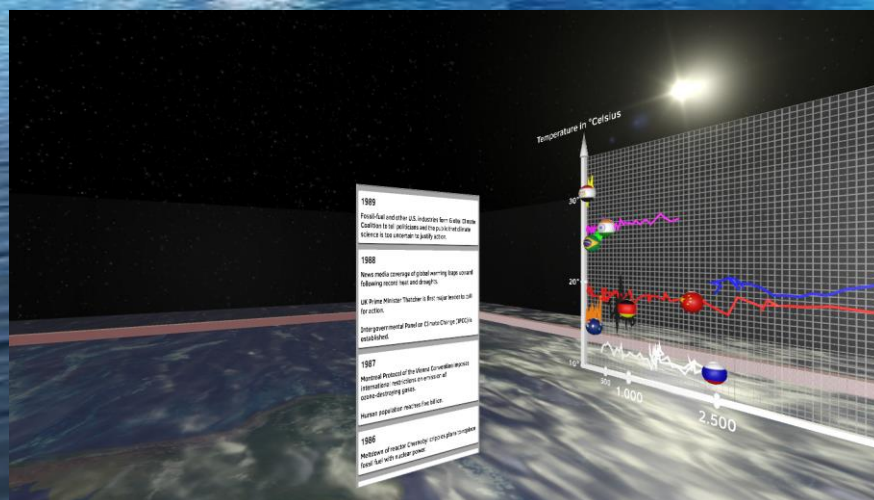 1989
Fossil-fuel and other U.S. industries form Global Climate
Coalition to tell politicians and the public that climate
science is too uncertain to justify action.
1988
News media coverage of global warming leaps upward
following record heat and droughts.
UK Prime Minister Thatcher is first major leader to call
for action.
Intergovernmental Panel on Climate Change (IPCC) is
established.
1987
Montreal Protocol of the Vienna Convention imposes
international restrictions on emission of
ozone-destroying gases.
Human population reaches five billion.
1986
Meltdown of reactor Chernobyl cripples plans to replace
fossil fuel with nuclear power.
Temperature in °Celsius
30°
20°
10°
500
1.000
2.500